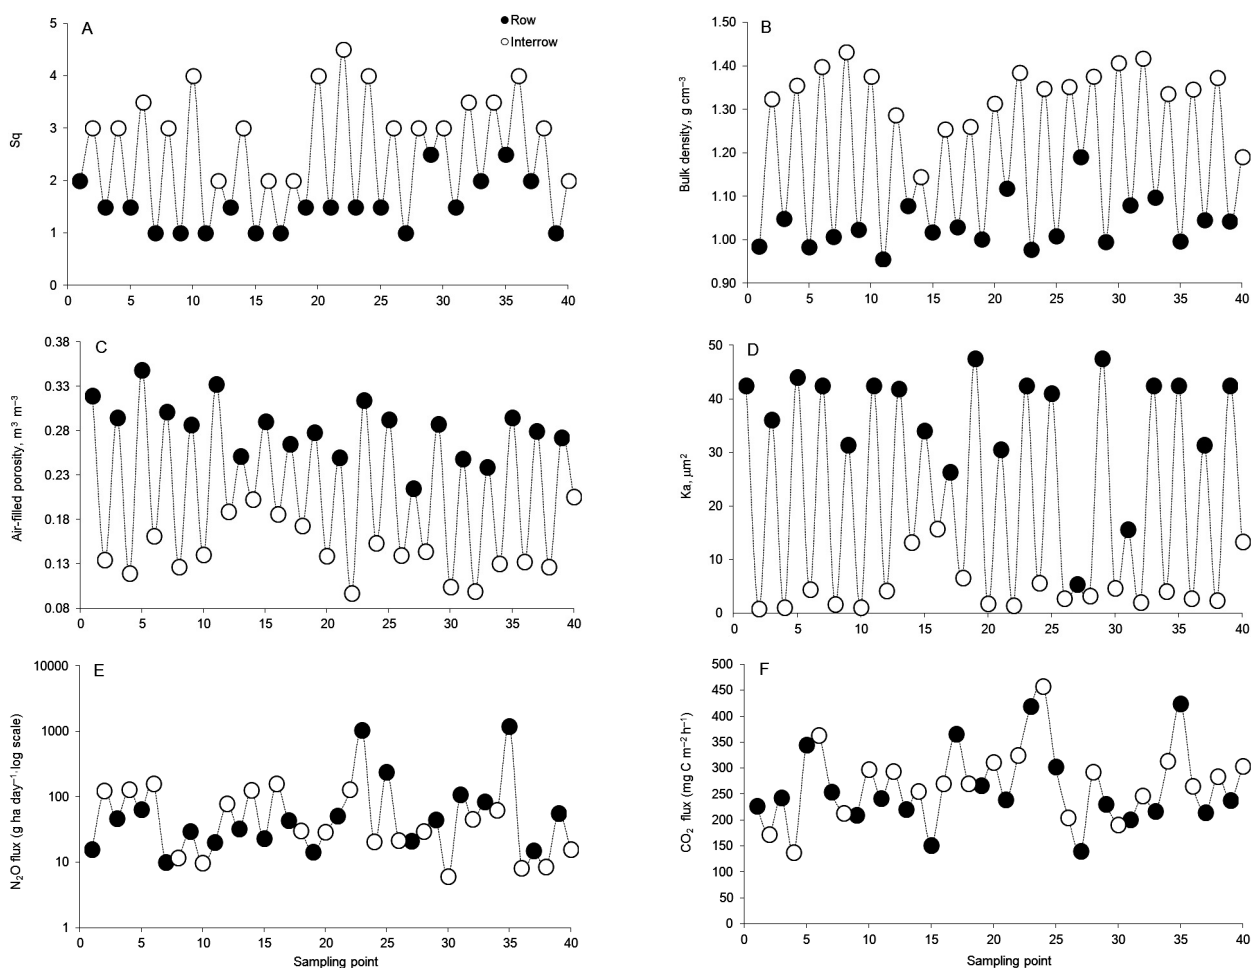 A
Row
Interrow
Sq
5
4
3
2
1
0
0 5 10 15 20 25 30 35 40
B
Bulk density, g cm⁻³
1.50
1.40
1.30
1.20
1.10
1.00
0.90
0 5 10 15 20 25 30 35 40
C
Air-filled porosity, m³ m⁻³
0.38
0.33
0.28
0.23
0.18
0.13
0.08
0 5 10 15 20 25 30 35 40
D
Ka, μm²
50
40
30
20
10
0
0 5 10 15 20 25 30 35 40
E
N₂O flux (g ha day⁻¹·log scale)
10000
1000
100
10
1
0 5 10 15 20 25 30 35 40
Sampling point
F
CO₂ flux (mg C m⁻² h⁻¹)
500
450
400
350
300
250
200
150
100
50
0
0 5 10 15 20 25 30 35 40
Sampling point